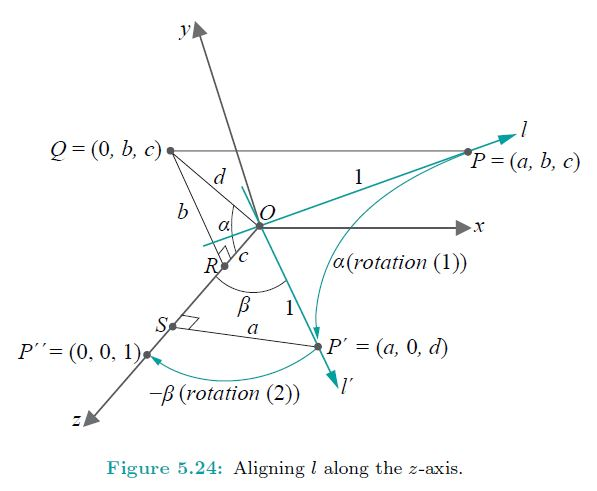 y
l
Q = (0, b, c)
P = (a, b, c)
d
1
b
α
O
x
R
c
α(rotation (1))
β
1
S
a
P′′= (0, 0, 1)
P′ = (a, 0, d)
−β (rotation (2))
l′
z
Figure 5.24: Aligning l along the z-axis.